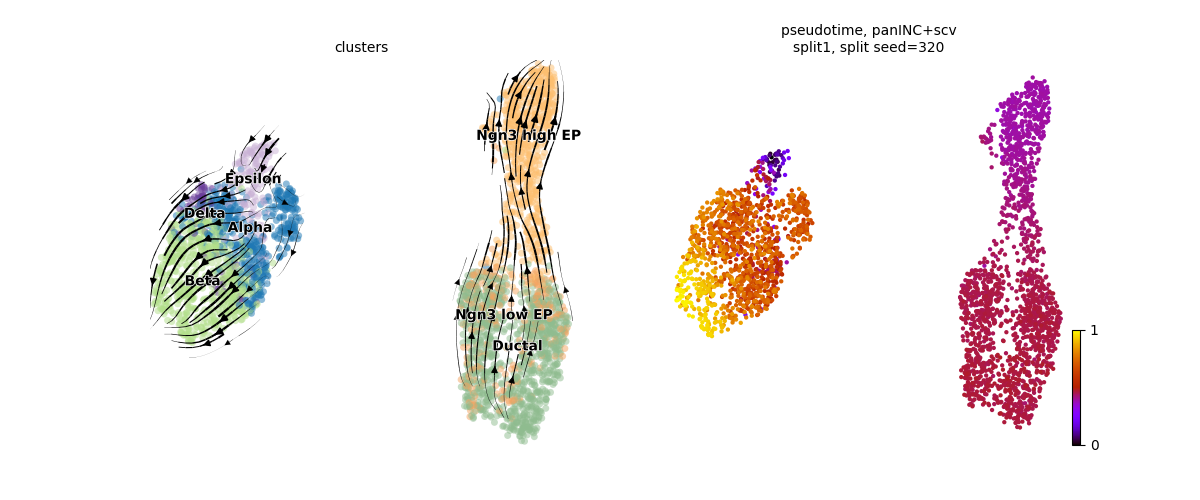 clusters
Epsilon
Delta
Alpha
Beta
Ngn3 high EP
Ngn3 low EP
Ductal
pseudotime, panINC+scv
split1, split seed=320
1
0